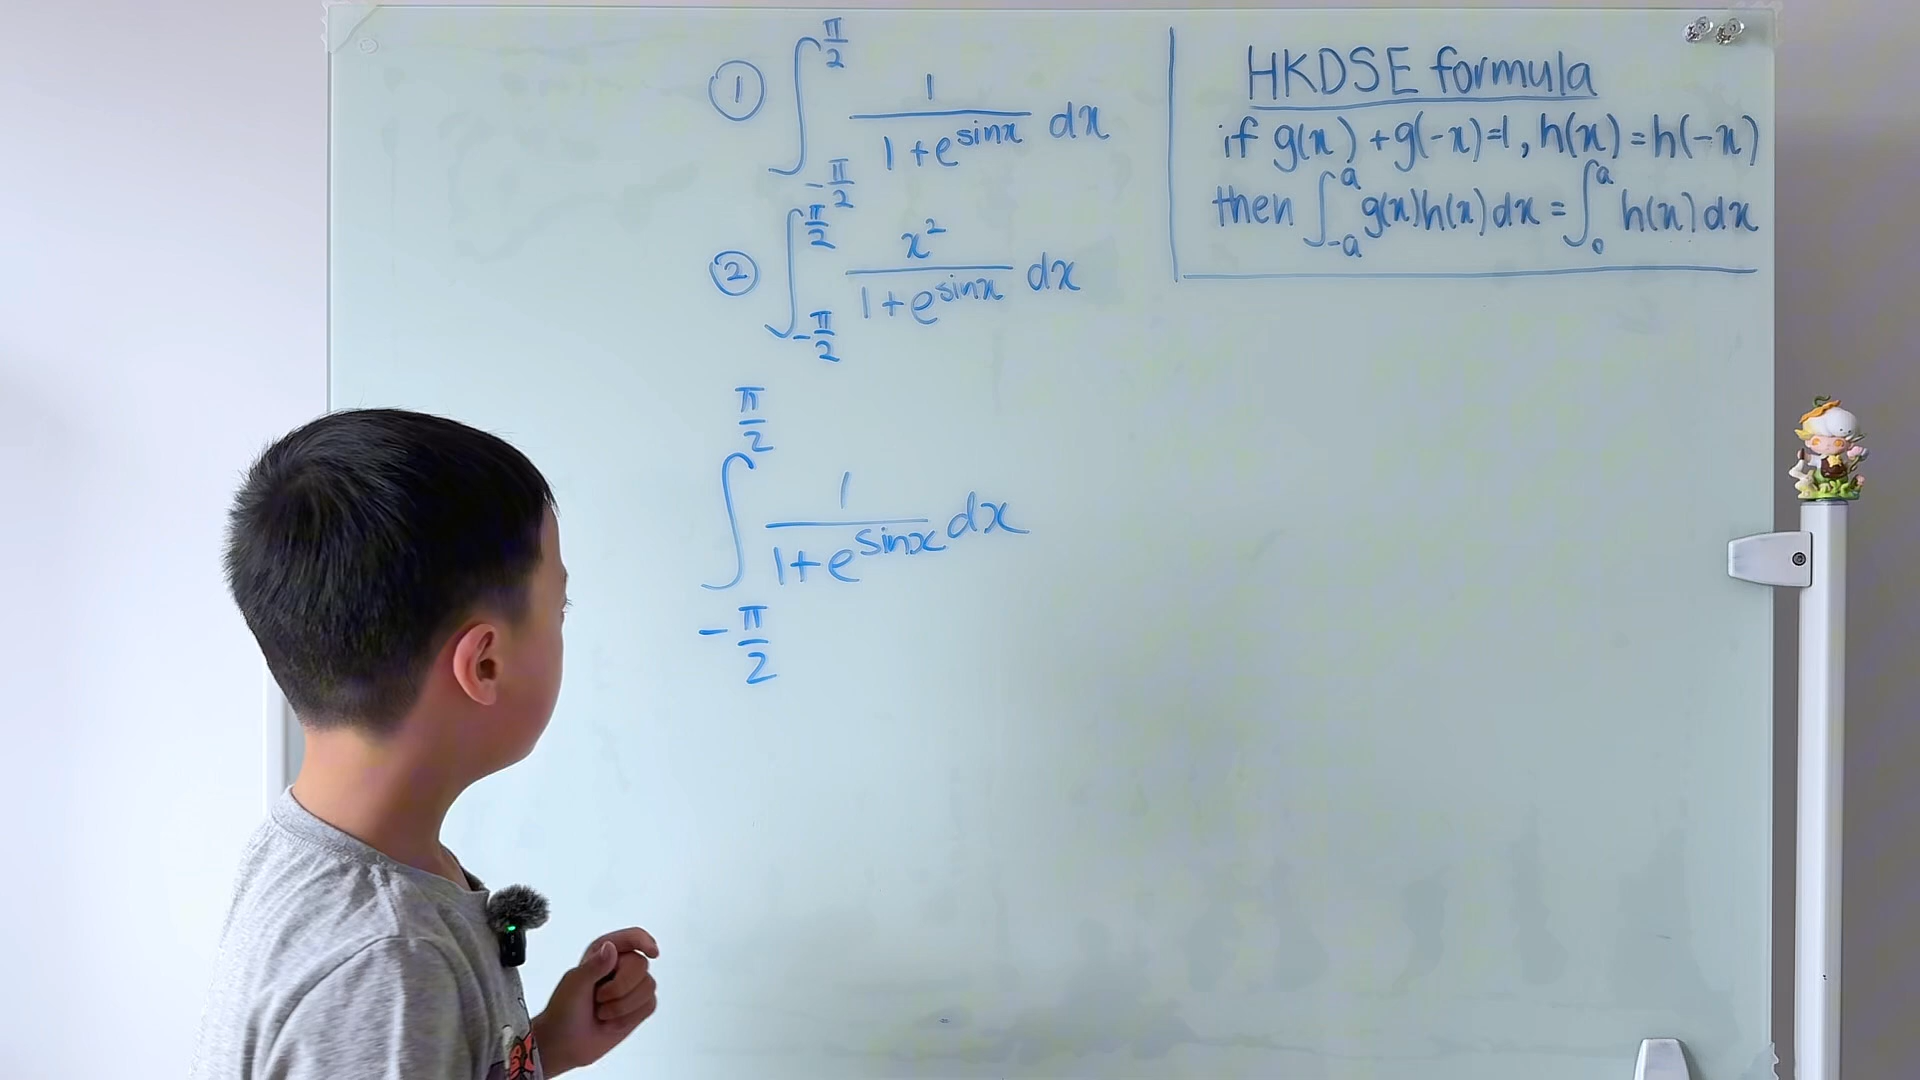 ① ∫_{-π/2}^{π/2} 1/(1+e^{sinx}) dx
② ∫_{-π/2}^{π/2} x²/(1+e^{sinx}) dx
HKDSE formula
if g(x)+g(-x)=1, h(x)=h(-x)
then ∫_{-a}^{a} g(x)h(x)dx = ∫_{0}^{a} h(x)dx
∫_{-π/2}^{π/2} 1/(1+e^{sinx}) dx